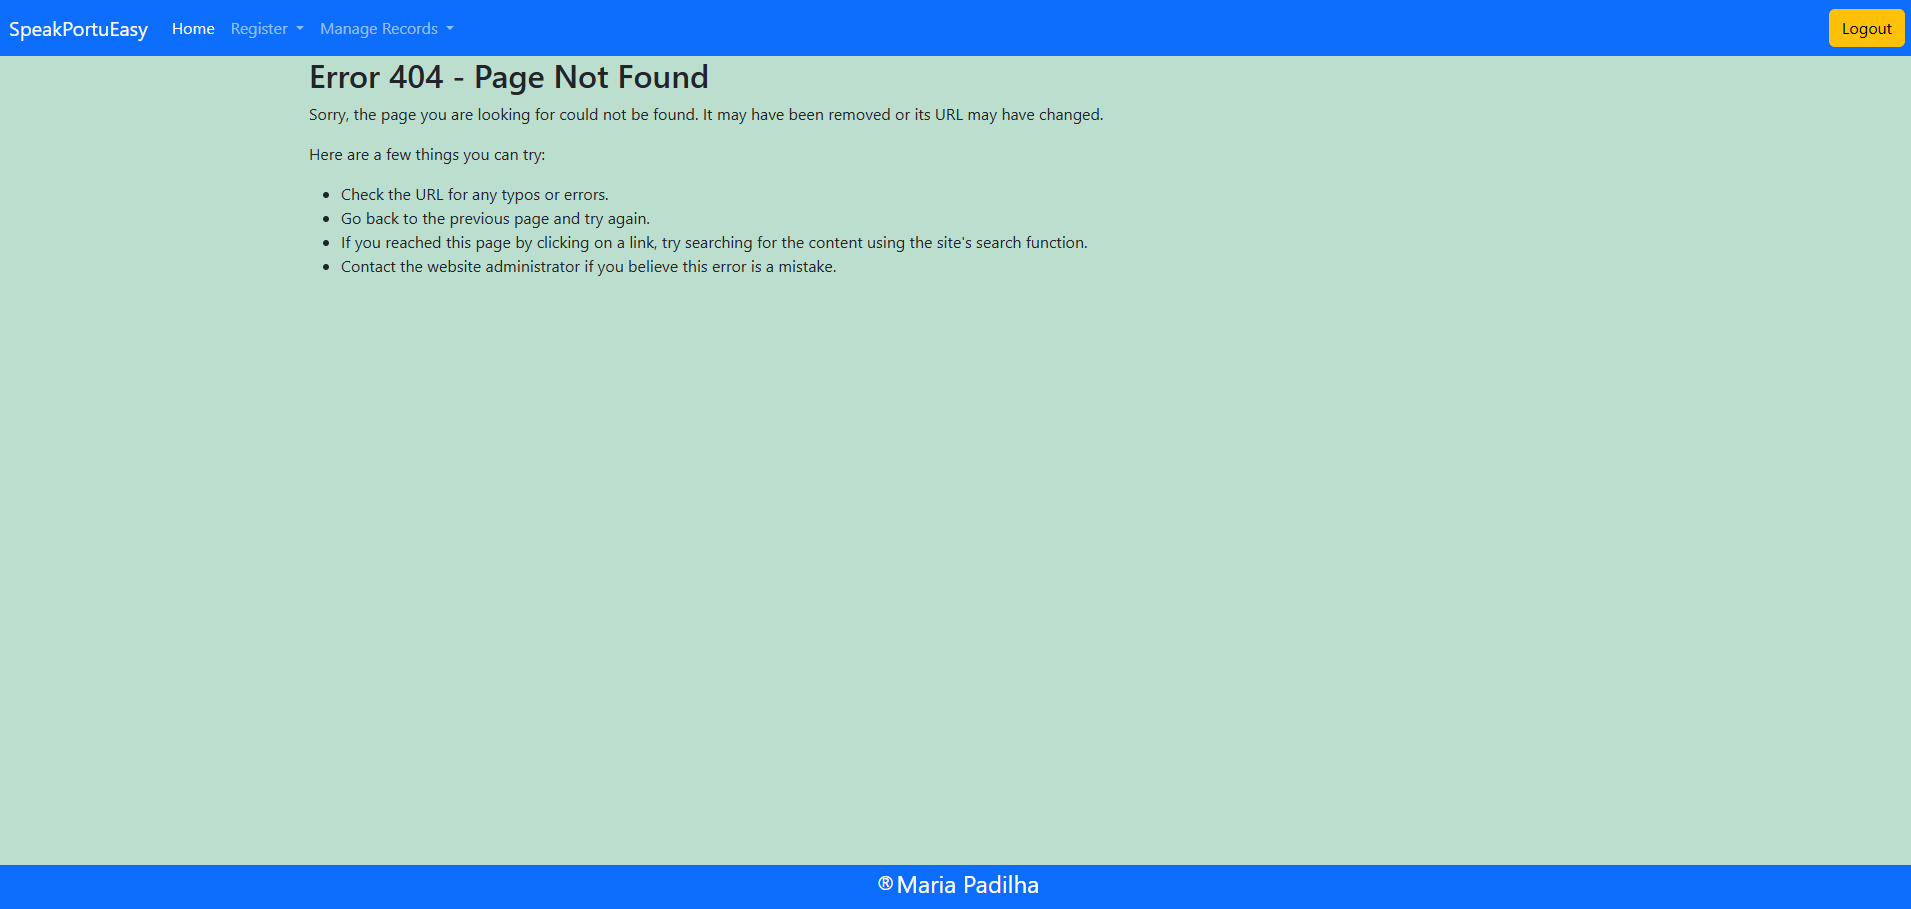 SpeakPortuEasy Home Register Manage Records Logout
Error 404 - Page Not Found
Sorry, the page you are looking for could not be found. It may have been removed or its URL may have changed.
Here are a few things you can try:
Check the URL for any typos or errors.
Go back to the previous page and try again.
If you reached this page by clicking on a link, try searching for the content using the site's search function.
Contact the website administrator if you believe this error is a mistake.
®Maria Padilha